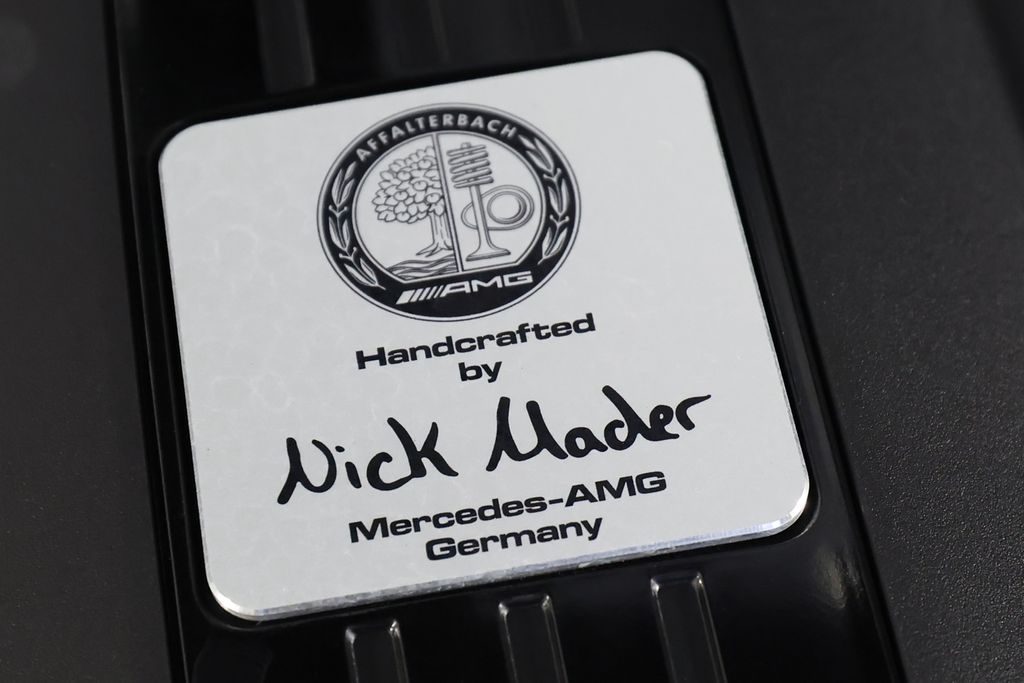 AFFALTERBACH
AMG
Handcrafted
by
Nick Mader
Mercedes-AMG
Germany